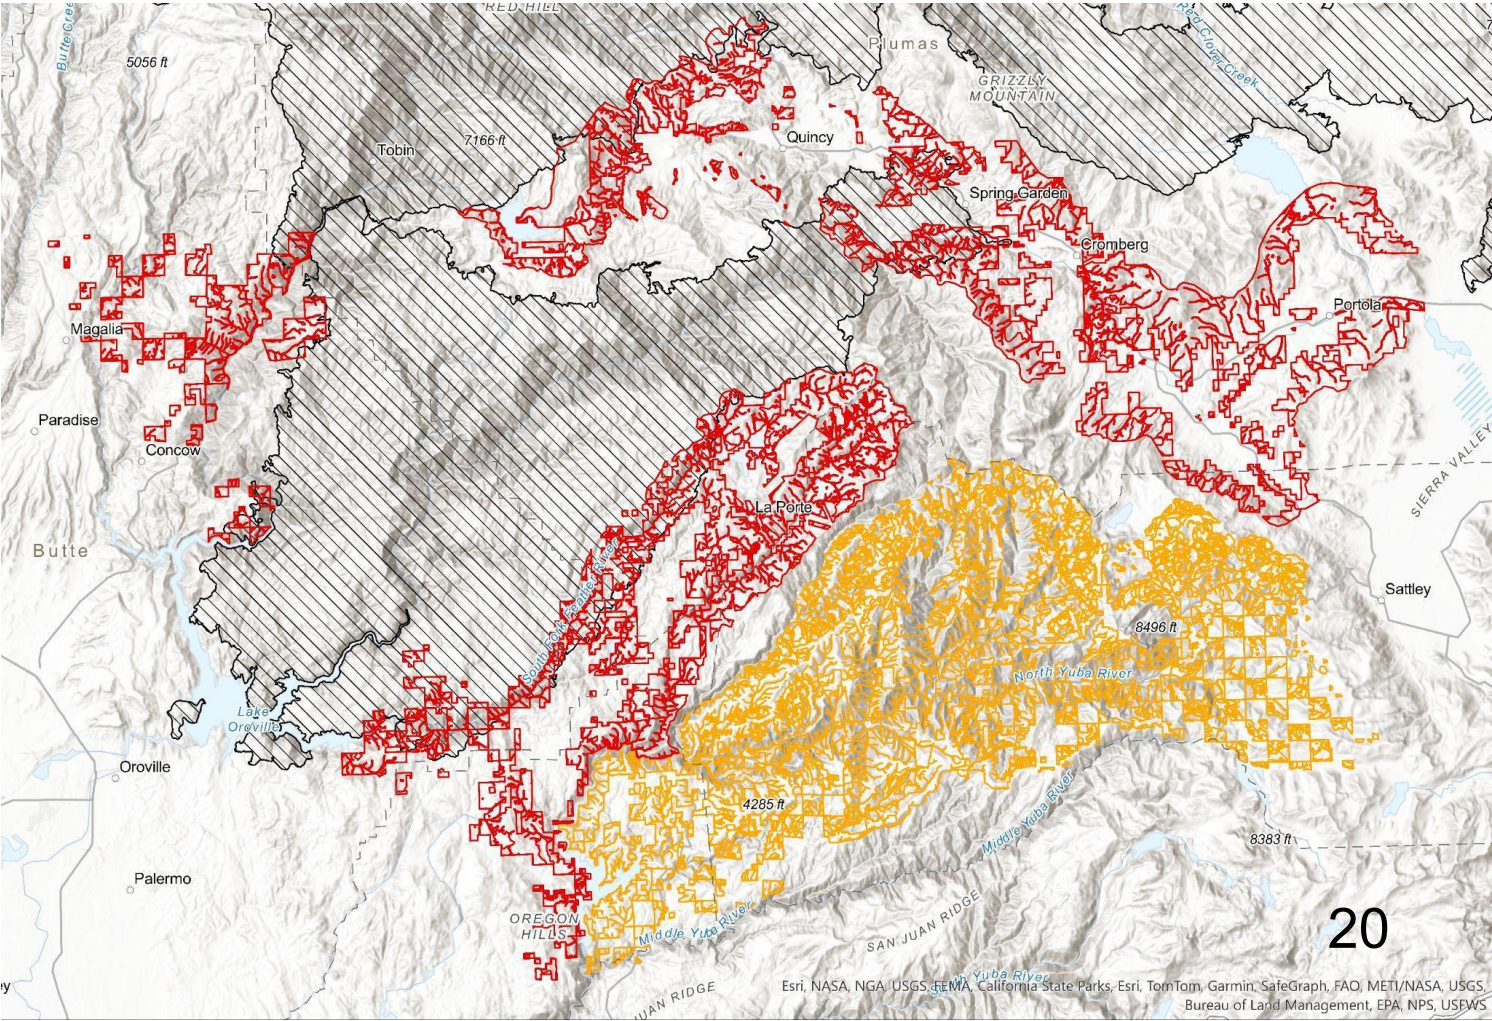 RED HILL
Butte Cree
5056 ft
Plumas
Red Clover Creek
GRIZZLY
MOUNTAIN
7166 ft
Tobin
Quincy
Spring Garden
Cromberg
Portola
Magalia
Paradise
Concow
SIERRA VALLEY
La Porte
Butte
South Fork Feather River
Sattley
8496 ft
North Yuba River
Lake
Oroville
Oroville
4285 ft
Middle Yuba River
8383 ft
Palermo
OREGON
HILLS
Middle Yuba River
SAN JUAN RIDGE
20
South Yuba River
ey
JUAN RIDGE
Esri, NASA, NGA, USGS, FEMA, California State Parks, Esri, TomTom, Garmin, SafeGraph, FAO, METI/NASA, USGS,
Bureau of Land Management, EPA, NPS, USFWS